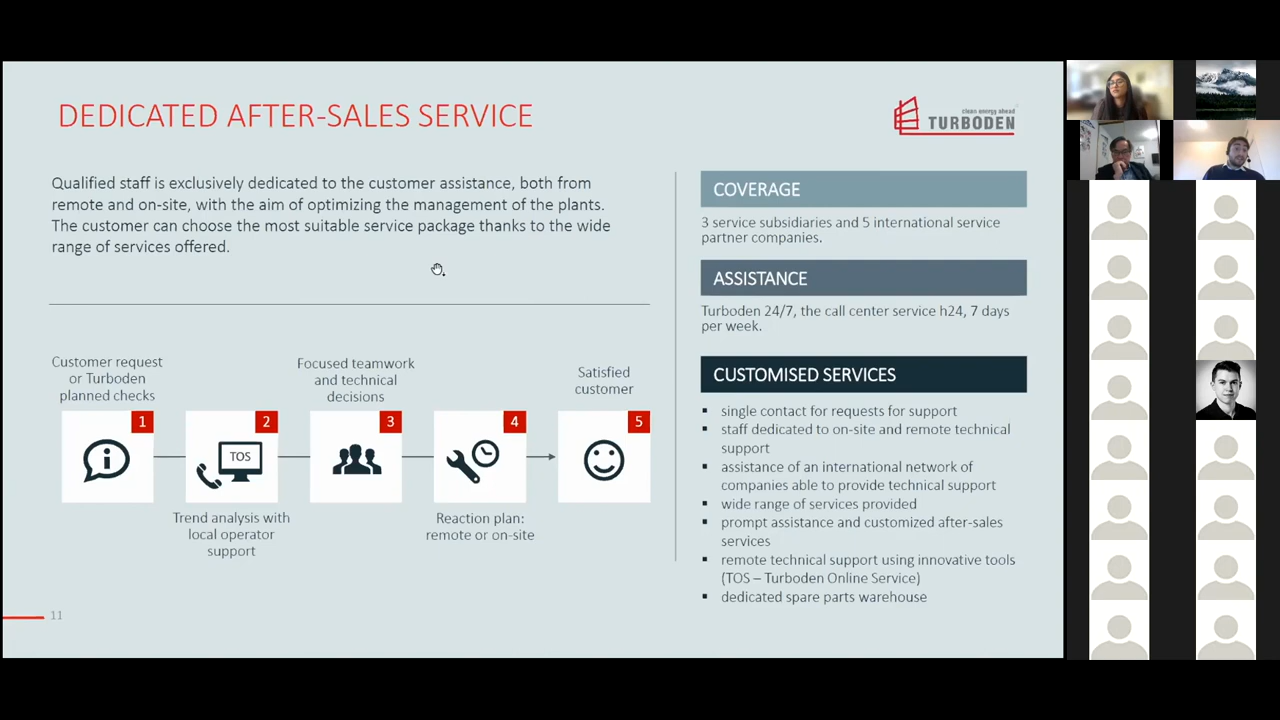 DEDICATED AFTER-SALES SERVICE
clean energy ahead
TURBODEN
Qualified staff is exclusively dedicated to the customer assistance, both from
remote and on-site, with the aim of optimizing the management of the plants.
The customer can choose the most suitable service package thanks to the wide
range of services offered.
Customer request
or Turboden
planned checks
1
TOS
2
Trend analysis with
local operator
support
Focused teamwork
and technical
decisions
3
4
Reaction plan:
remote or on-site
Satisfied
customer
5
COVERAGE
3 service subsidiaries and 5 international service
partner companies.
ASSISTANCE
Turboden 24/7, the call center service h24, 7 days
per week.
CUSTOMISED SERVICES
▪ single contact for requests for support
▪ staff dedicated to on-site and remote technical
support
▪ assistance of an international network of
companies able to provide technical support
▪ wide range of services provided
▪ prompt assistance and customized after-sales
services
▪ remote technical support using innovative tools
(TOS – Turboden Online Service)
▪ dedicated spare parts warehouse
11